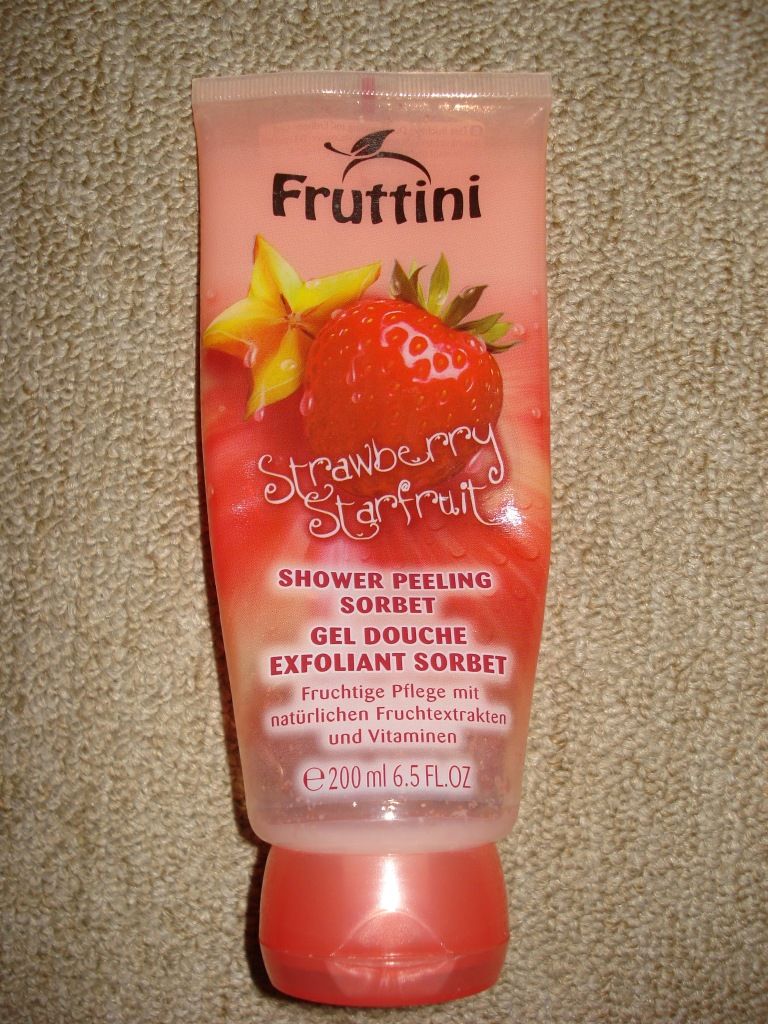 Fruttini
Strawberry
Starfruit
SHOWER PEELING
SORBET
GEL DOUCHE
EXFOLIANT SORBET
Fruchtige Pflege mit
natürlichen Fruchtextrakten
und Vitaminen
℮200 ml 6.5 FL.OZ